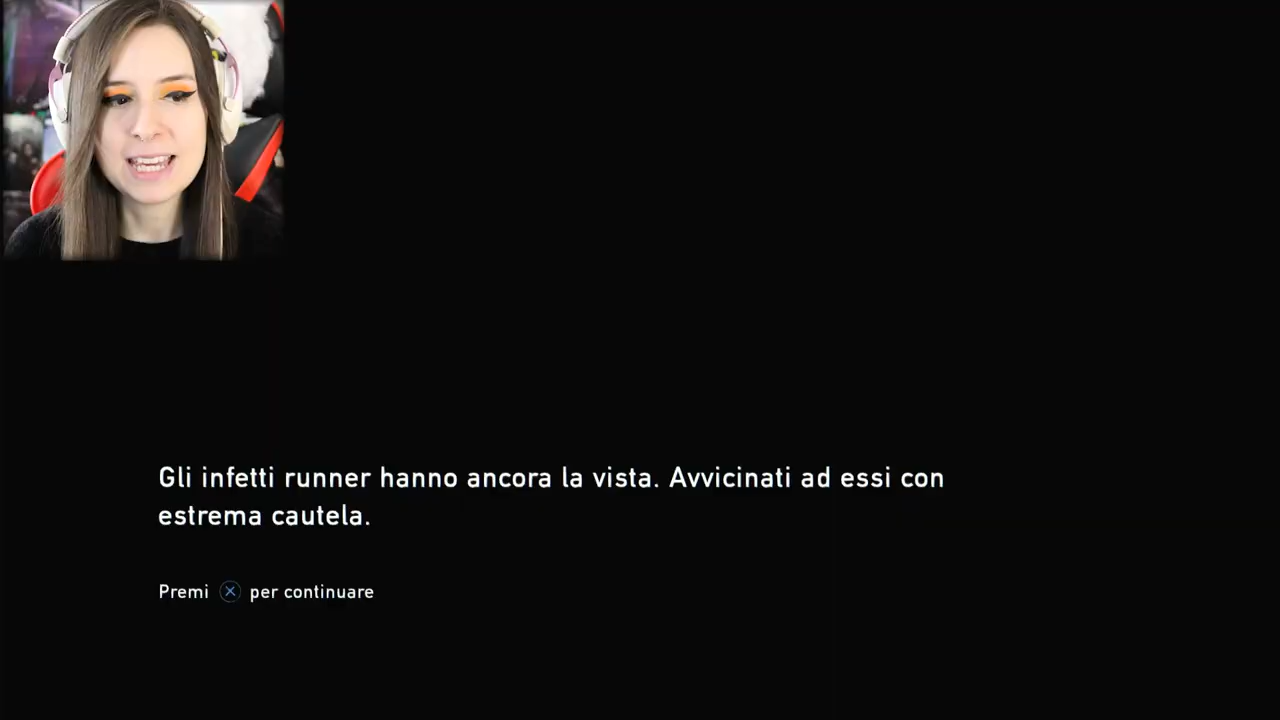 Gli infetti runner hanno ancora la vista. Avvicinati ad essi con
estrema cautela.
Premi ⓧ per continuare